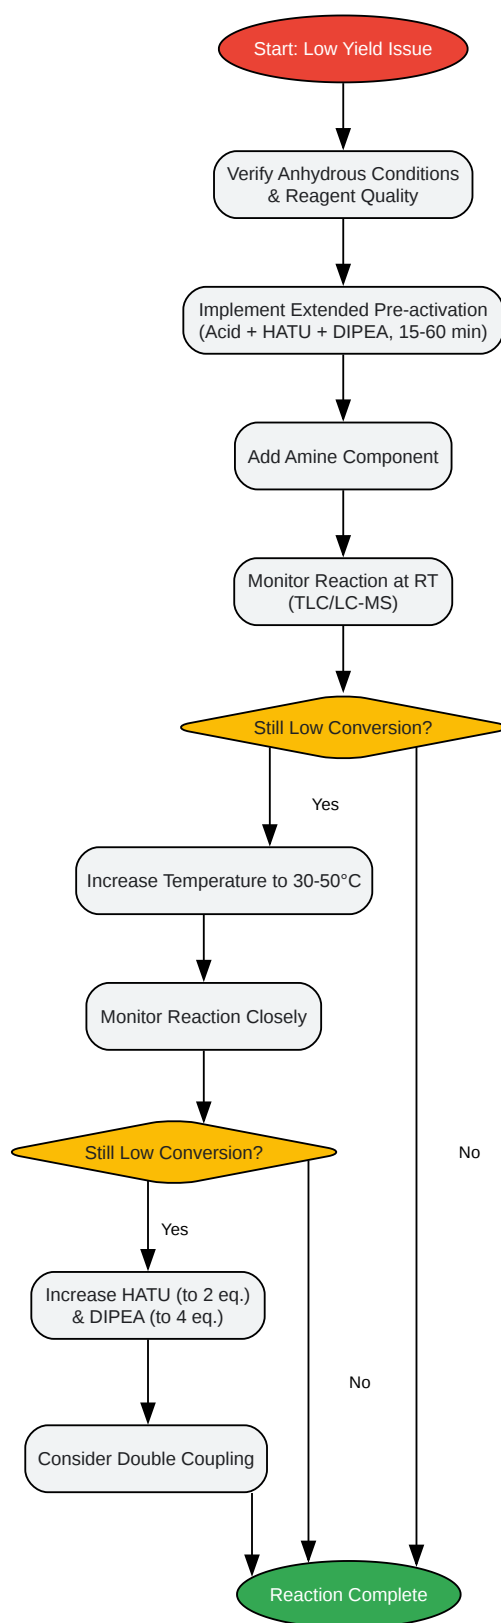 Start: Low Yield Issue
Verify Anhydrous Conditions
& Reagent Quality
Implement Extended Pre-activation
(Acid + HATU + DIPEA, 15-60 min)
Add Amine Component
Monitor Reaction at RT
(TLC/LC-MS)
Still Low Conversion?
Yes
Increase Temperature to 30-50°C
Monitor Reaction Closely
Still Low Conversion?
No
Yes
Increase HATU (to 2 eq.)
& DIPEA (to 4 eq.)
No
Consider Double Coupling
Reaction Complete